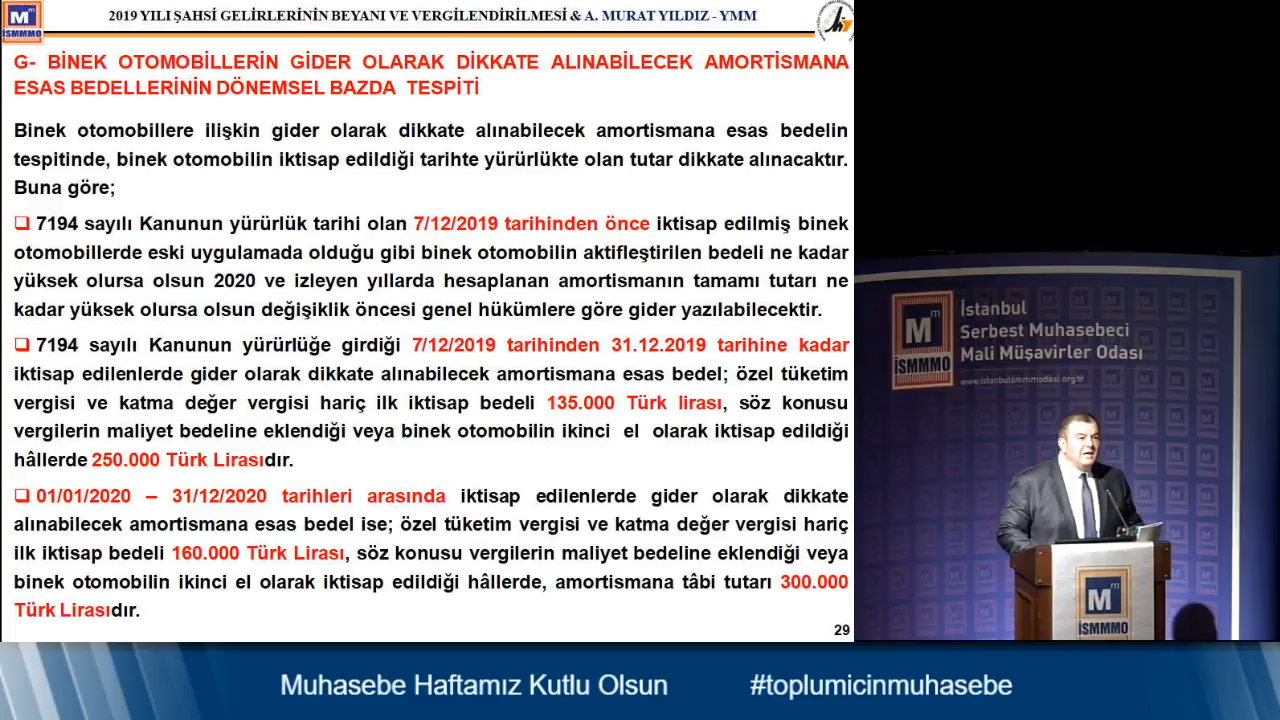 2019 YILI ŞAHSİ GELİRLERİNİN BEYANI VE VERGİLENDİRİLMESİ & A. MURAT YILDIZ - YMM
M m
İSMMMO
G- BİNEK OTOMOBİLLERİN GİDER OLARAK DİKKATE ALINABİLECEK AMORTİSMANA
ESAS BEDELLERİNİN DÖNEMSEL BAZDA TESPİTİ
Binek otomobillere ilişkin gider olarak dikkate alınabilecek amortismana esas bedelin
tespitinde, binek otomobilin iktisap edildiği tarihte yürürlükte olan tutar dikkate alınacaktır.
Buna göre;
❑ 7194 sayılı Kanunun yürürlük tarihi olan 7/12/2019 tarihinden önce iktisap edilmiş binek
otomobillerde eski uygulamada olduğu gibi binek otomobilin aktifleştirilen bedeli ne kadar
yüksek olursa olsun 2020 ve izleyen yıllarda hesaplanan amortismanın tamamı tutarı ne
kadar yüksek olursa olsun değişiklik öncesi genel hükümlere göre gider yazılabilecektir.
❑ 7194 sayılı Kanunun yürürlüğe girdiği 7/12/2019 tarihinden 31.12.2019 tarihine kadar
iktisap edilenlerde gider olarak dikkate alınabilecek amortismana esas bedel; özel tüketim
vergisi ve katma değer vergisi hariç ilk iktisap bedeli 135.000 Türk lirası, söz konusu
vergilerin maliyet bedeline eklendiği veya binek otomobilin ikinci el olarak iktisap edildiği
hâllerde 250.000 Türk Lirasıdır.
❑ 01/01/2020 – 31/12/2020 tarihleri arasında iktisap edilenlerde gider olarak dikkate
alınabilecek amortismana esas bedel ise; özel tüketim vergisi ve katma değer vergisi hariç
ilk iktisap bedeli 160.000 Türk Lirası, söz konusu vergilerin maliyet bedeline eklendiği veya
binek otomobilin ikinci el olarak iktisap edildiği hâllerde, amortismana tâbi tutarı 300.000
Türk Lirasıdır.
29
M m
İSMMMO
İstanbul
Serbest Muhasebeci
Mali Müşavirler Odası
www.istanbulsmmmodasi.org.tr
M m
İSMMMO
Muhasebe Haftamız Kutlu Olsun #toplumicinmuhasebe